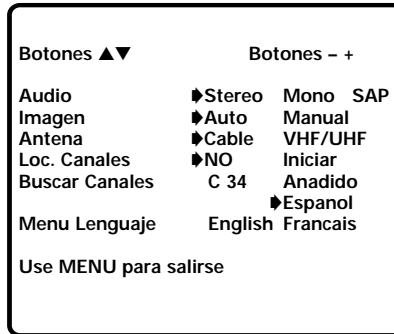 Botones ▲▼ Botones – +
Audio ➧Stereo Mono SAP
Imagen ➧Auto Manual
Antena ➧Cable VHF/UHF
Loc. Canales ➧NO Iniciar
Buscar Canales C 34 Anadido
➧Espanol
Menu Lenguaje English Francais
Use MENU para salirse